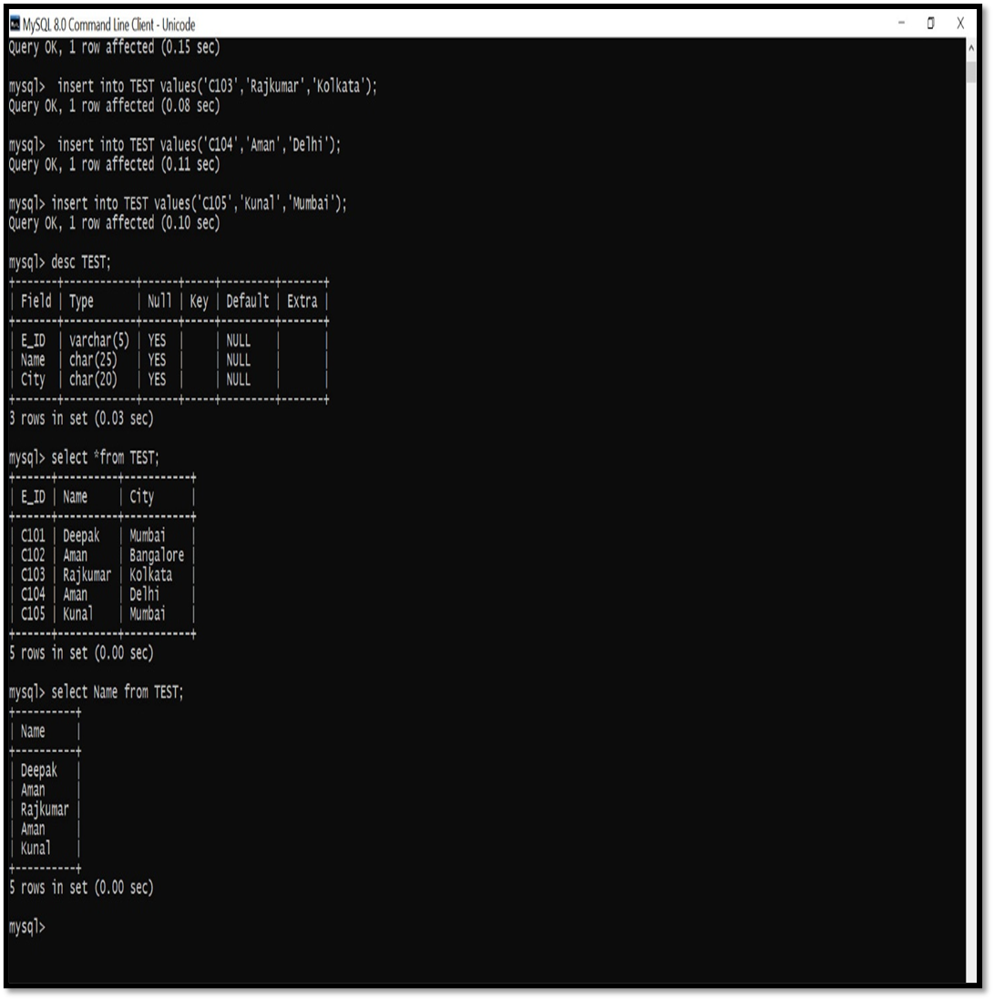 MySQL 8.0 Command Line Client - Unicode
Query OK, 1 row affected (0.15 sec)
mysql>  insert into TEST values('C103','Rajkumar','Kolkata');
Query OK, 1 row affected (0.08 sec)
mysql>  insert into TEST values('C104','Aman','Delhi');
Query OK, 1 row affected (0.11 sec)
mysql> insert into TEST values('C105','Kunal','Mumbai');
Query OK, 1 row affected (0.10 sec)
mysql> desc TEST;
+-------+------------+------+-----+---------+-------+
| Field | Type       | Null | Key | Default | Extra |
+-------+------------+------+-----+---------+-------+
| E_ID  | varchar(5) | YES  |     | NULL    |       |
| Name  | char(25)   | YES  |     | NULL    |       |
| City  | char(20)   | YES  |     | NULL    |       |
+-------+------------+------+-----+---------+-------+
3 rows in set (0.03 sec)
mysql> select *from TEST;
+------+----------+-----------+
| E_ID | Name     | City      |
+------+----------+-----------+
| C101 | Deepak   | Mumbai    |
| C102 | Aman     | Bangalore |
| C103 | Rajkumar | Kolkata   |
| C104 | Aman     | Delhi     |
| C105 | Kunal    | Mumbai    |
+------+----------+-----------+
5 rows in set (0.00 sec)
mysql> select Name from TEST;
+----------+
| Name     |
+----------+
| Deepak   |
| Aman     |
| Rajkumar |
| Aman     |
| Kunal    |
+----------+
5 rows in set (0.00 sec)
mysql>